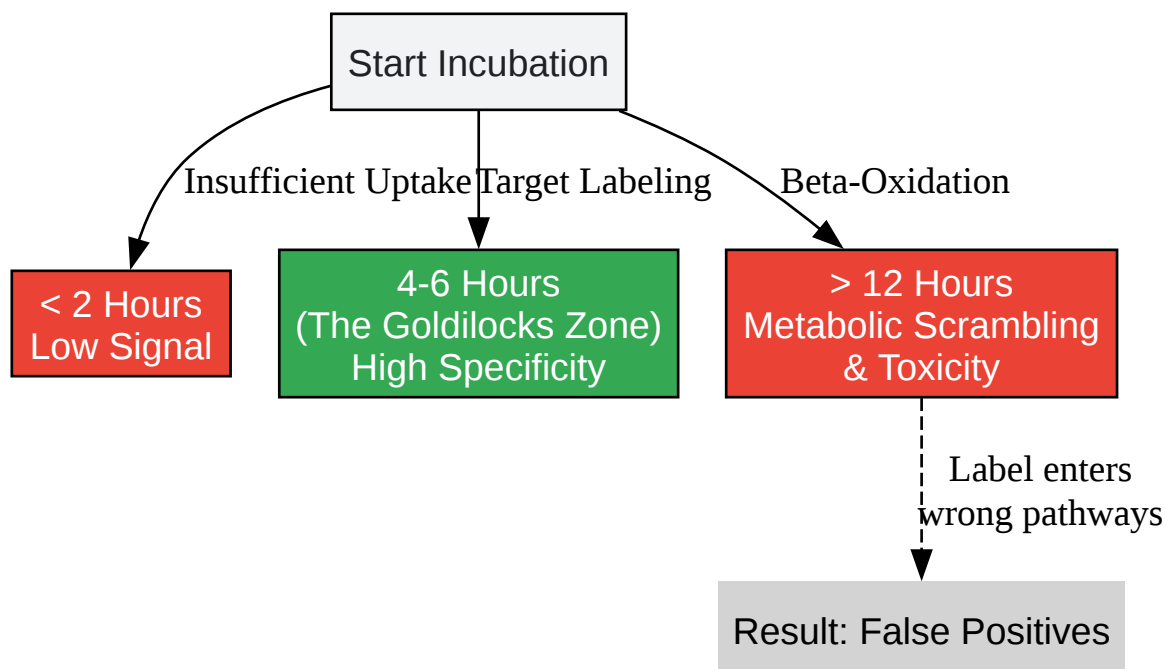 Start Incubation
Insufficient Uptake
Target Labeling
Beta-Oxidation
< 2 Hours
Low Signal
4-6 Hours
(The Goldilocks Zone)
High Specificity
> 12 Hours
Metabolic Scrambling
& Toxicity
Label enters
wrong pathways
Result: False Positives